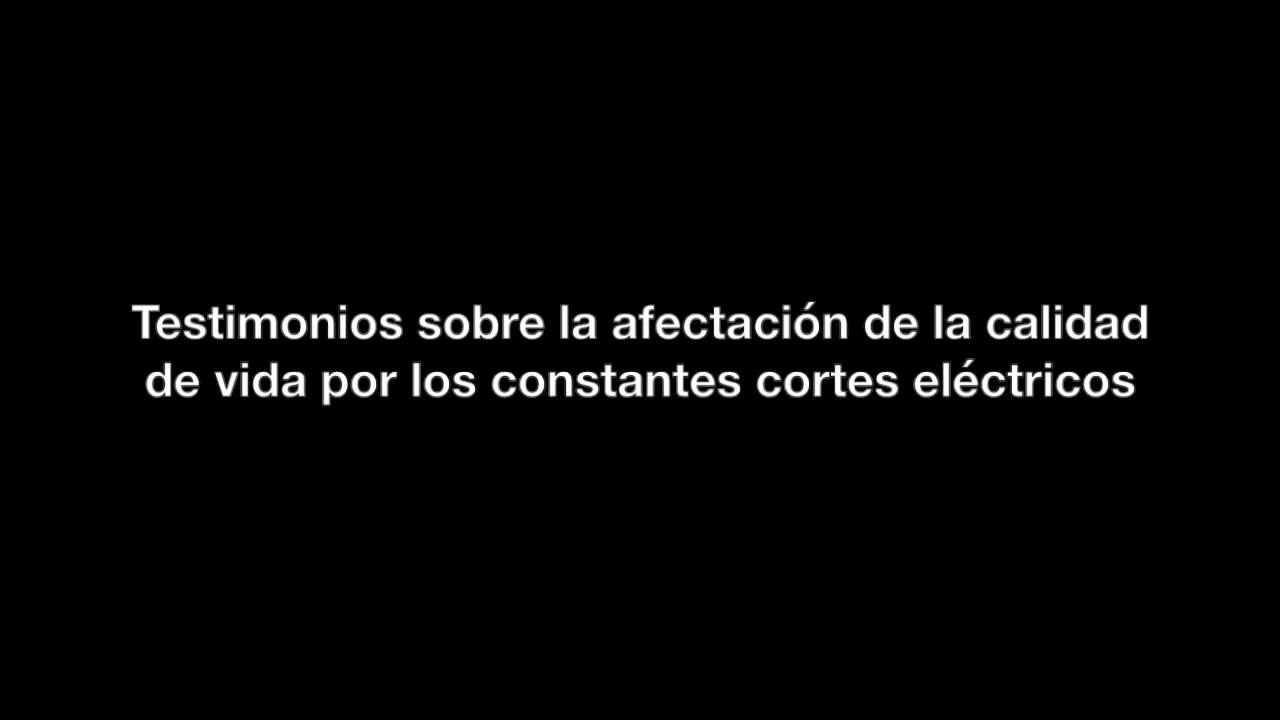 Testimonios sobre la afectación de la calidad
de vida por los constantes cortes eléctricos